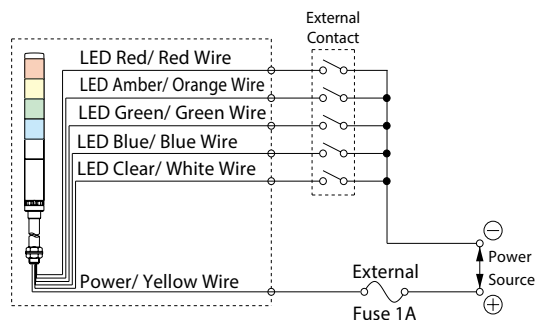 External
Contact
LED Red/ Red Wire
LED Amber/ Orange Wire
LED Green/ Green Wire
LED Blue/ Blue Wire
LED Clear/ White Wire
−
Power
Source
Power/ Yellow Wire
External
Fuse 1A
+